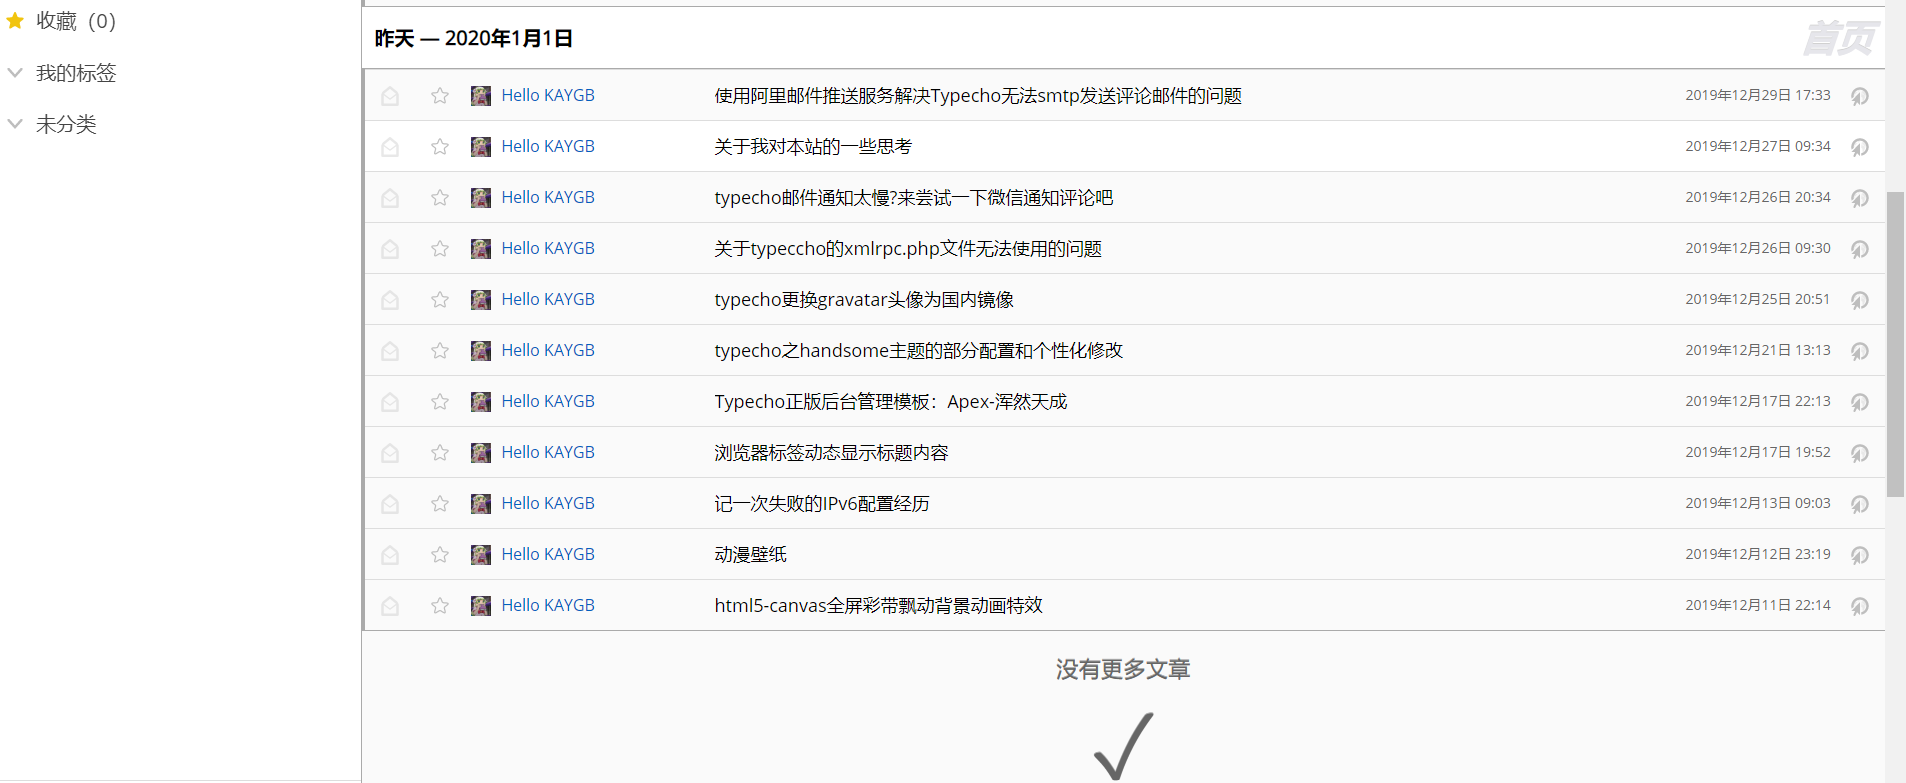 收藏（0）
我的标签
未分类
昨天 — 2020年1月1日
首页
Hello KAYGB 使用阿里邮件推送服务解决Typecho无法smtp发送评论邮件的问题 2019年12月29日 17:33
Hello KAYGB 关于我对本站的一些思考 2019年12月27日 09:34
Hello KAYGB typecho邮件通知太慢?来尝试一下微信通知评论吧 2019年12月26日 20:34
Hello KAYGB 关于typeccho的xmlrpc.php文件无法使用的问题 2019年12月26日 09:30
Hello KAYGB typecho更换gravatar头像为国内镜像 2019年12月25日 20:51
Hello KAYGB typecho之handsome主题的部分配置和个性化修改 2019年12月21日 13:13
Hello KAYGB Typecho正版后台管理模板：Apex-浑然天成 2019年12月17日 22:13
Hello KAYGB 浏览器标签动态显示标题内容 2019年12月17日 19:52
Hello KAYGB 记一次失败的IPv6配置经历 2019年12月13日 09:03
Hello KAYGB 动漫壁纸 2019年12月12日 23:19
Hello KAYGB html5-canvas全屏彩带飘动背景动画特效 2019年12月11日 22:14
没有更多文章